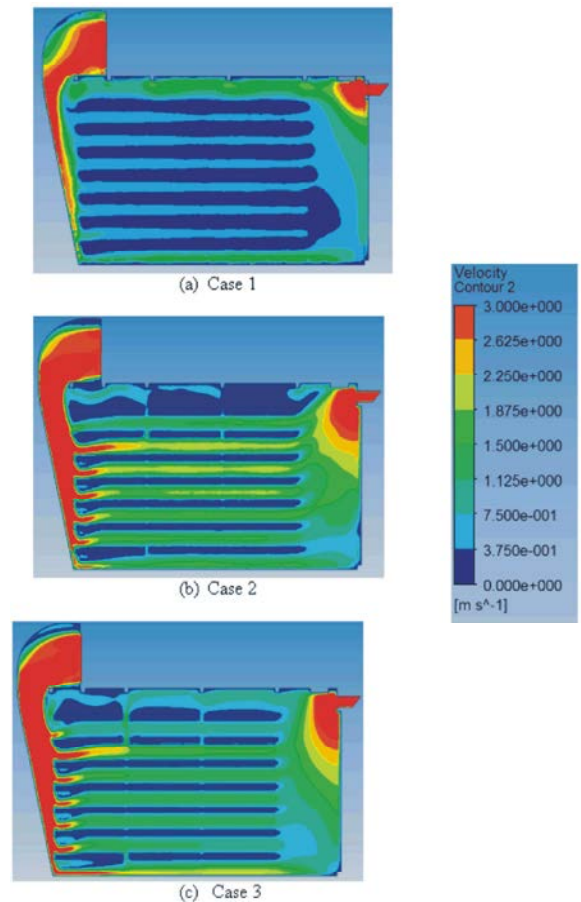 (a) Case 1
(b) Case 2
(c) Case 3
Velocity
Contour 2
3.000e+000
2.625e+000
2.250e+000
1.875e+000
1.500e+000
1.125e+000
7.500e-001
3.750e-001
0.000e+000
[m s^-1]